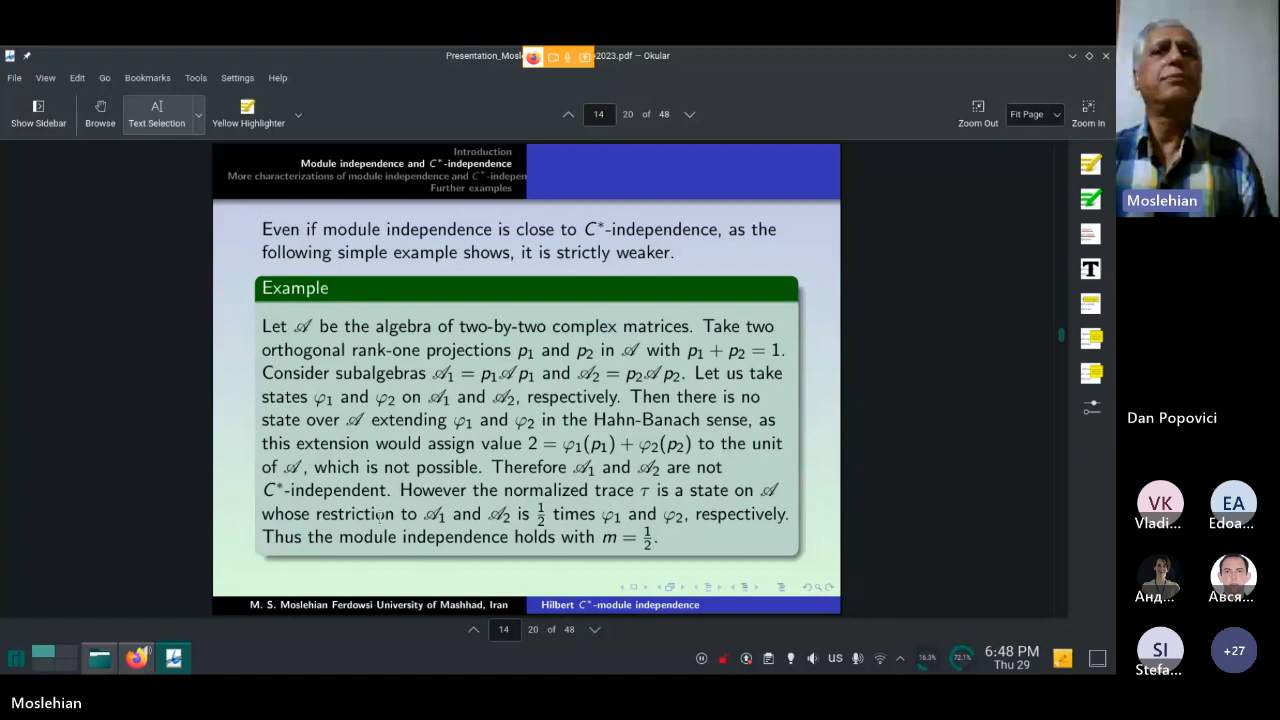 Presentation_Mosl
2023.pdf — Okular
File View Edit Go Bookmarks Tools Settings Help
Show Sidebar Browse Text Selection Yellow Highlighter 14 20 of 48 Zoom Out Fit Page Zoom In
Introduction
Module independence and C*-independence
More characterizations of module independence and C*-indepen
Further examples
Even if module independence is close to C*-independence, as the
following simple example shows, it is strictly weaker.
Example
Let 𝒜 be the algebra of two-by-two complex matrices. Take two
orthogonal rank-one projections p₁ and p₂ in 𝒜 with p₁ + p₂ = 1.
Consider subalgebras 𝒜₁ = p₁𝒜p₁ and 𝒜₂ = p₂𝒜p₂. Let us take
states φ₁ and φ₂ on 𝒜₁ and 𝒜₂, respectively. Then there is no
state over 𝒜 extending φ₁ and φ₂ in the Hahn-Banach sense, as
this extension would assign value 2 = φ₁(p₁) + φ₂(p₂) to the unit
of 𝒜, which is not possible. Therefore 𝒜₁ and 𝒜₂ are not
C*-independent. However the normalized trace τ is a state on 𝒜
whose restriction to 𝒜₁ and 𝒜₂ is ½ times φ₁ and φ₂, respectively.
Thus the module independence holds with m = ½.
M. S. Moslehian Ferdowsi University of Mashhad, Iran Hilbert C*-module independence
14 20 of 48
US 16.3% 72.1% 6:48 PM
Thu 29
Moslehian
Moslehian
Dan Popovici
VK EA
Vladi... Edoa...
Анд... Ався...
SI +27
Stefa...